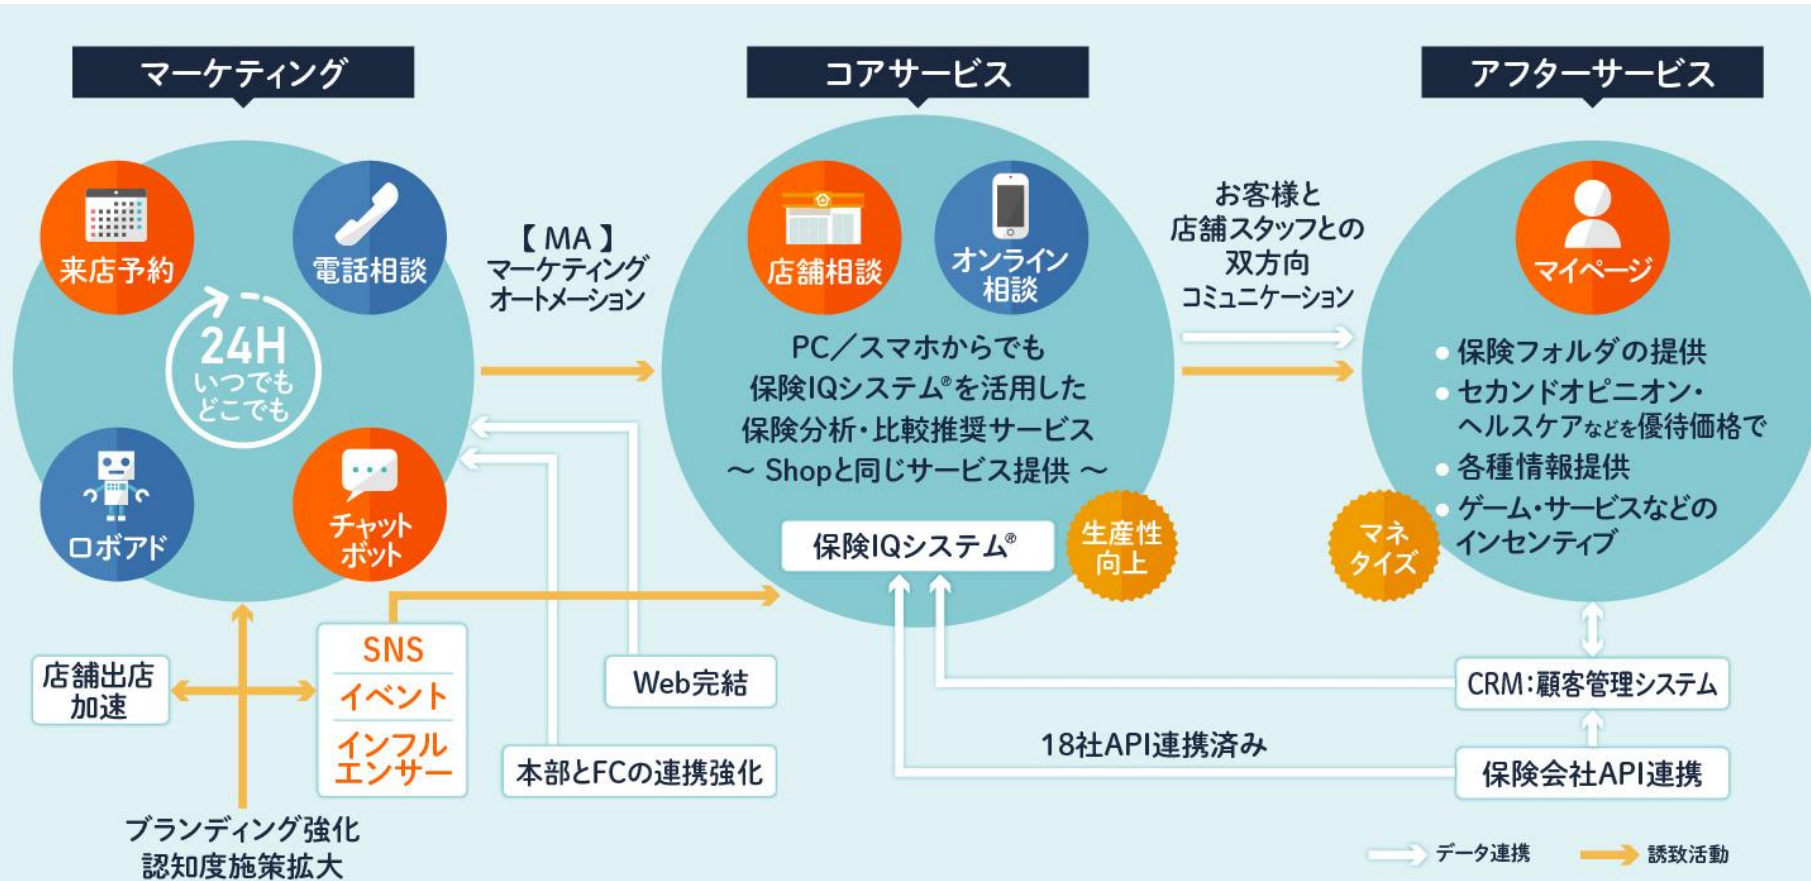 マーケティング
来店予約
電話相談
24H
いつでも
どこでも
ロボアド
チャット
ボット
【 MA 】
マーケティング
オートメーション
コアサービス
店舗相談
オンライン
相談
PC／スマホからでも
保険IQシステム®を活用した
保険分析・比較推奨サービス
～ Shopと同じサービス提供 ～
保険IQシステム®
生産性
向上
お客様と
店舗スタッフとの
双方向
コミュニケーション
アフターサービス
マイページ
● 保険フォルダの提供
● セカンドオピニオン・
ヘルスケアなどを優待価格で
● 各種情報提供
● ゲーム・サービスなどの
インセンティブ
マネ
タイズ
店舗出店
加速
SNS
イベント
インフル
エンサー
Web完結
本部とFCの連携強化
ブランディング強化
認知度施策拡大
CRM：顧客管理システム
18社API連携済み
保険会社API連携
データ連携
誘致活動